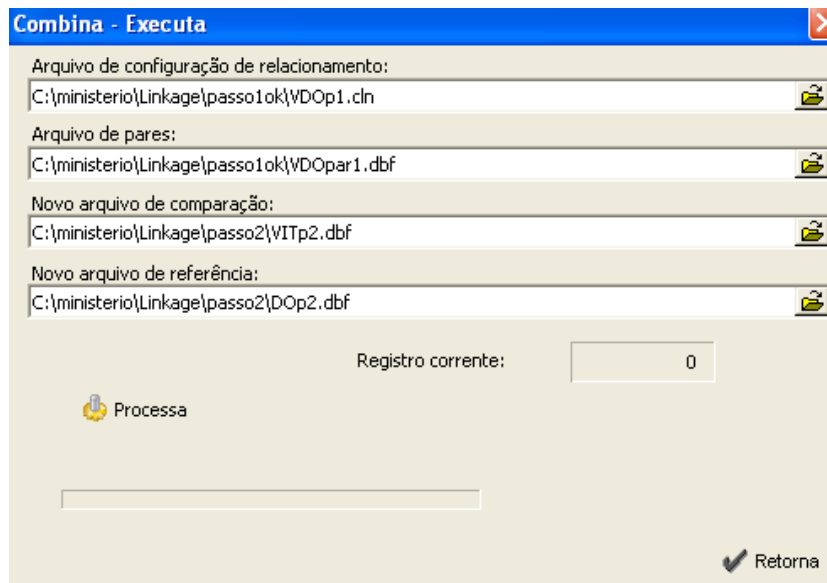 Combina - Executa
Arquivo de configuração de relacionamento:
C:\ministerio\Linkage\passo1ok\VDOp1.cln
Arquivo de pares:
C:\ministerio\Linkage\passo1ok\VDOpar1.dbf
Novo arquivo de comparação:
C:\ministerio\Linkage\passo2\VITp2.dbf
Novo arquivo de referência:
C:\ministerio\Linkage\passo2\DOp2.dbf
Registro corrente: 0
Processa
Retorna